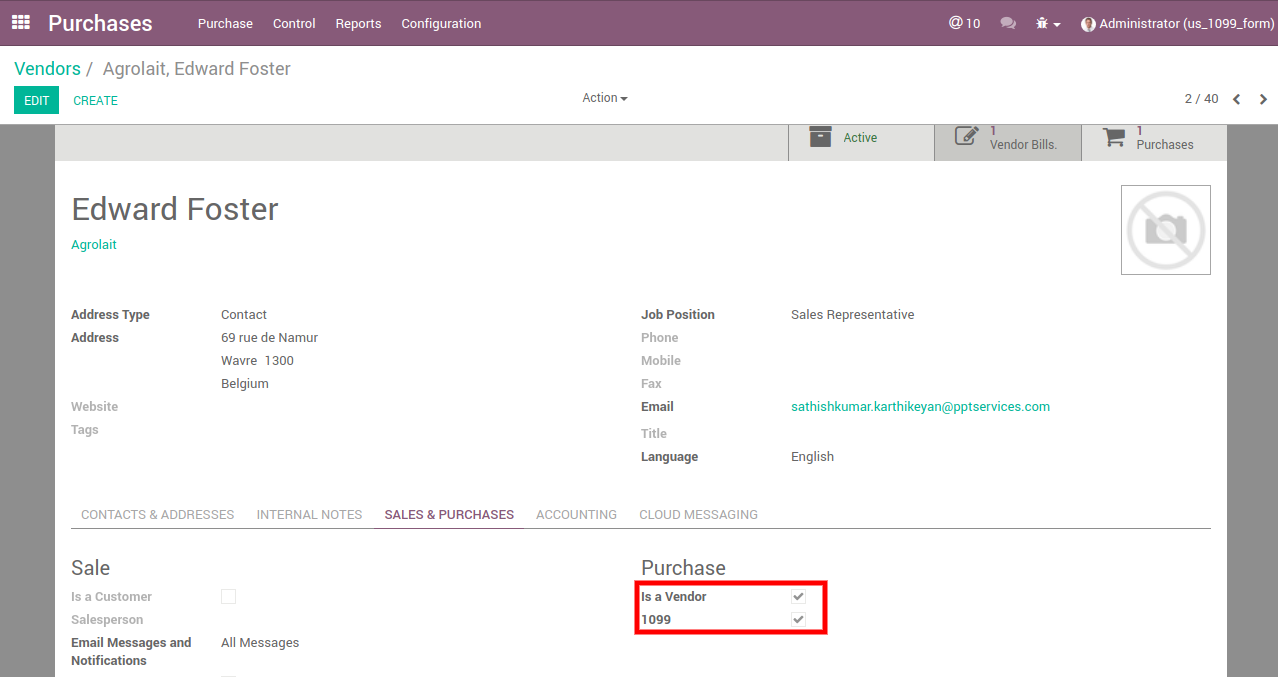 Purchases Purchase Control Reports Configuration @ 10 Administrator (us_1099_form)
Vendors / Agrolait, Edward Foster
EDIT CREATE Action 2 / 40
Active 1 Vendor Bills. 1 Purchases
Edward Foster
Agrolait
Address Type Contact Job Position Sales Representative
Address 69 rue de Namur Phone
Wavre 1300 Mobile
Belgium Fax
Website Email sathishkumar.karthikeyan@pptservices.com
Tags Title
Language English
CONTACTS & ADDRESSES INTERNAL NOTES SALES & PURCHASES ACCOUNTING CLOUD MESSAGING
Sale Purchase
Is a Customer Is a Vendor
Salesperson 1099
Email Messages and All Messages
Notifications